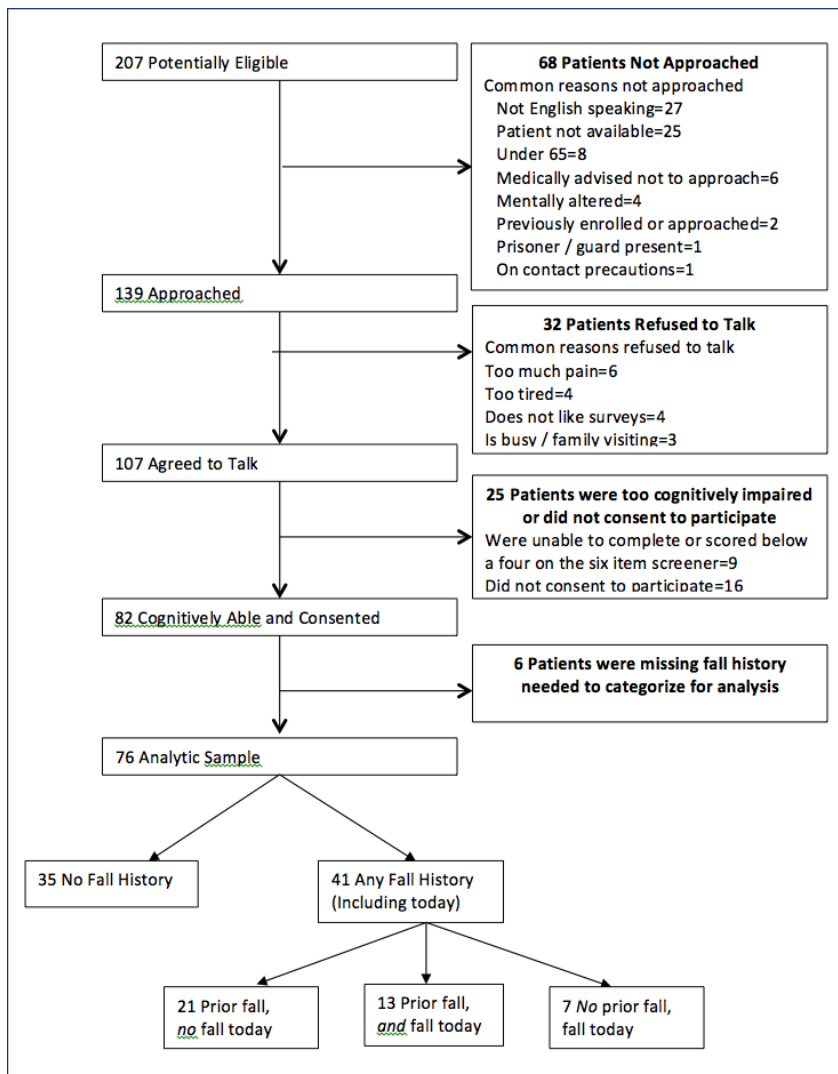 207 Potentially Eligible
68 Patients Not Approached
Common reasons not approached
Not English speaking=27
Patient not available=25
Under 65=8
Medically advised not to approach=6
Mentally altered=4
Previously enrolled or approached=2
Prisoner / guard present=1
On contact precautions=1
139 Approached
32 Patients Refused to Talk
Common reasons refused to talk
Too much pain=6
Too tired=4
Does not like surveys=4
Is busy / family visiting=3
107 Agreed to Talk
25 Patients were too cognitively impaired
or did not consent to participate
Were unable to complete or scored below
a four on the six item screener=9
Did not consent to participate=16
82 Cognitively Able and Consented
6 Patients were missing fall history
needed to categorize for analysis
76 Analytic Sample
35 No Fall History
41 Any Fall History
(Including today)
21 Prior fall,
no fall today
13 Prior fall,
and fall today
7 No prior fall,
fall today